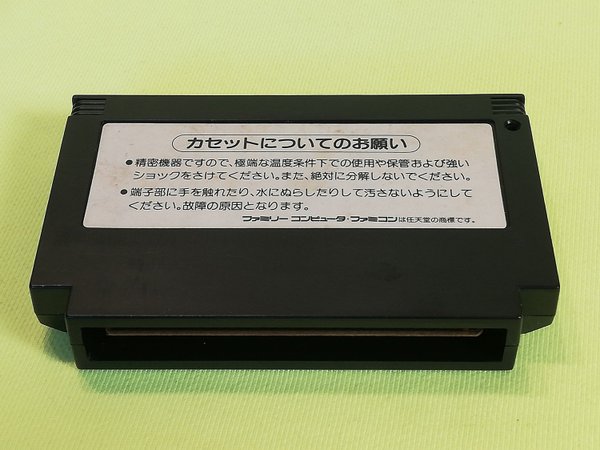 カセットについてのお願い
●精密機器ですので、極端な温度条件下での使用や保管および強い
ショックをさけてください。また、絶対に分解しないでください。
●端子部に手を触れたり、水にぬらしたりして汚さないようにして
ください。故障の原因となります。
ファミリー コンピュータ・ファミコンは任天堂の商標です。